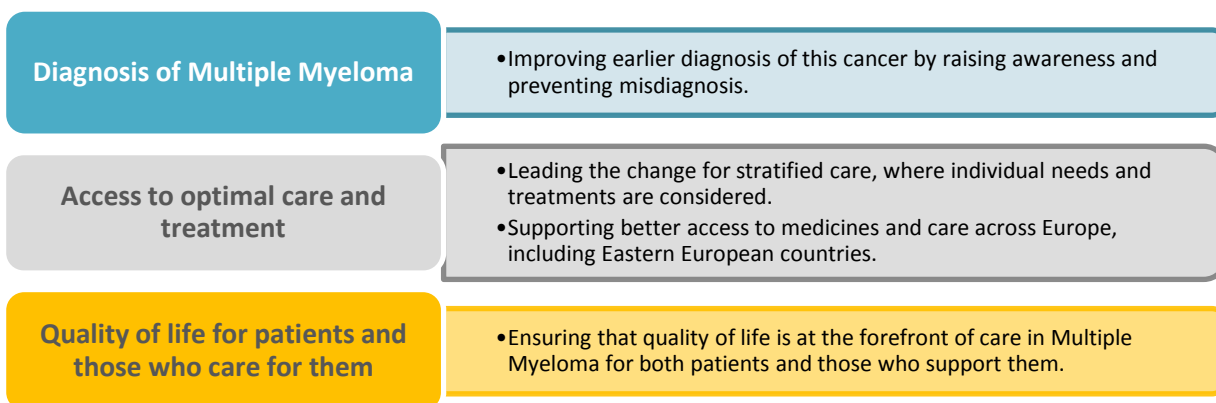 Diagnosis of Multiple Myeloma
•Improving earlier diagnosis of this cancer by raising awareness and
preventing misdiagnosis.
Access to optimal care and
treatment
•Leading the change for stratified care, where individual needs and
treatments are considered.
•Supporting better access to medicines and care across Europe,
including Eastern European countries.
Quality of life for patients and
those who care for them
•Ensuring that quality of life is at the forefront of care in Multiple
Myeloma for both patients and those who support them.